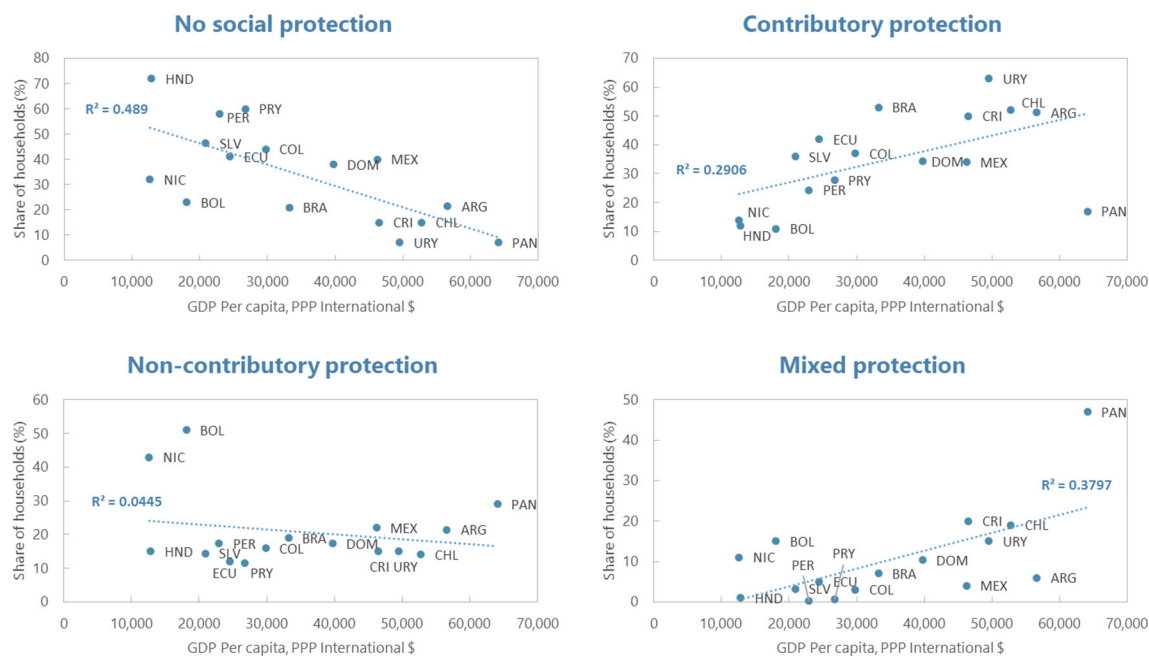 No social protection
Share of households (%)
80
70
60
50
40
30
20
10
0
R² = 0.489
HND
PER
PRY
SLV
ECU
COL
DOM
MEX
NIC
BOL
BRA
CRI
CHL
ARG
URY
PAN
0 10,000 20,000 30,000 40,000 50,000 60,000 70,000
GDP Per capita, PPP International $
Contributory protection
Share of households (%)
70
60
50
40
30
20
10
0
R² = 0.2906
URY
BRA
CRI
CHL
ARG
ECU
SLV
COL
DOM
MEX
PER
PRY
NIC
HND
BOL
PAN
0 10,000 20,000 30,000 40,000 50,000 60,000 70,000
GDP Per capita, PPP International $
Non-contributory protection
Share of households (%)
60
50
40
30
20
10
0
R² = 0.0445
BOL
NIC
PAN
MEX
ARG
HND
PER
SLV
COL
BRA
DOM
ECU
PRY
CRI
URY
CHL
0 10,000 20,000 30,000 40,000 50,000 60,000 70,000
GDP Per capita, PPP International $
Mixed protection
Share of households (%)
50
40
30
20
10
0
R² = 0.3797
PAN
CRI
CHL
URY
BOL
NIC
PER
PRY
DOM
BRA
ECU
SLV
COL
HND
MEX
ARG
0 10,000 20,000 30,000 40,000 50,000 60,000 70,000
GDP Per capita, PPP International $